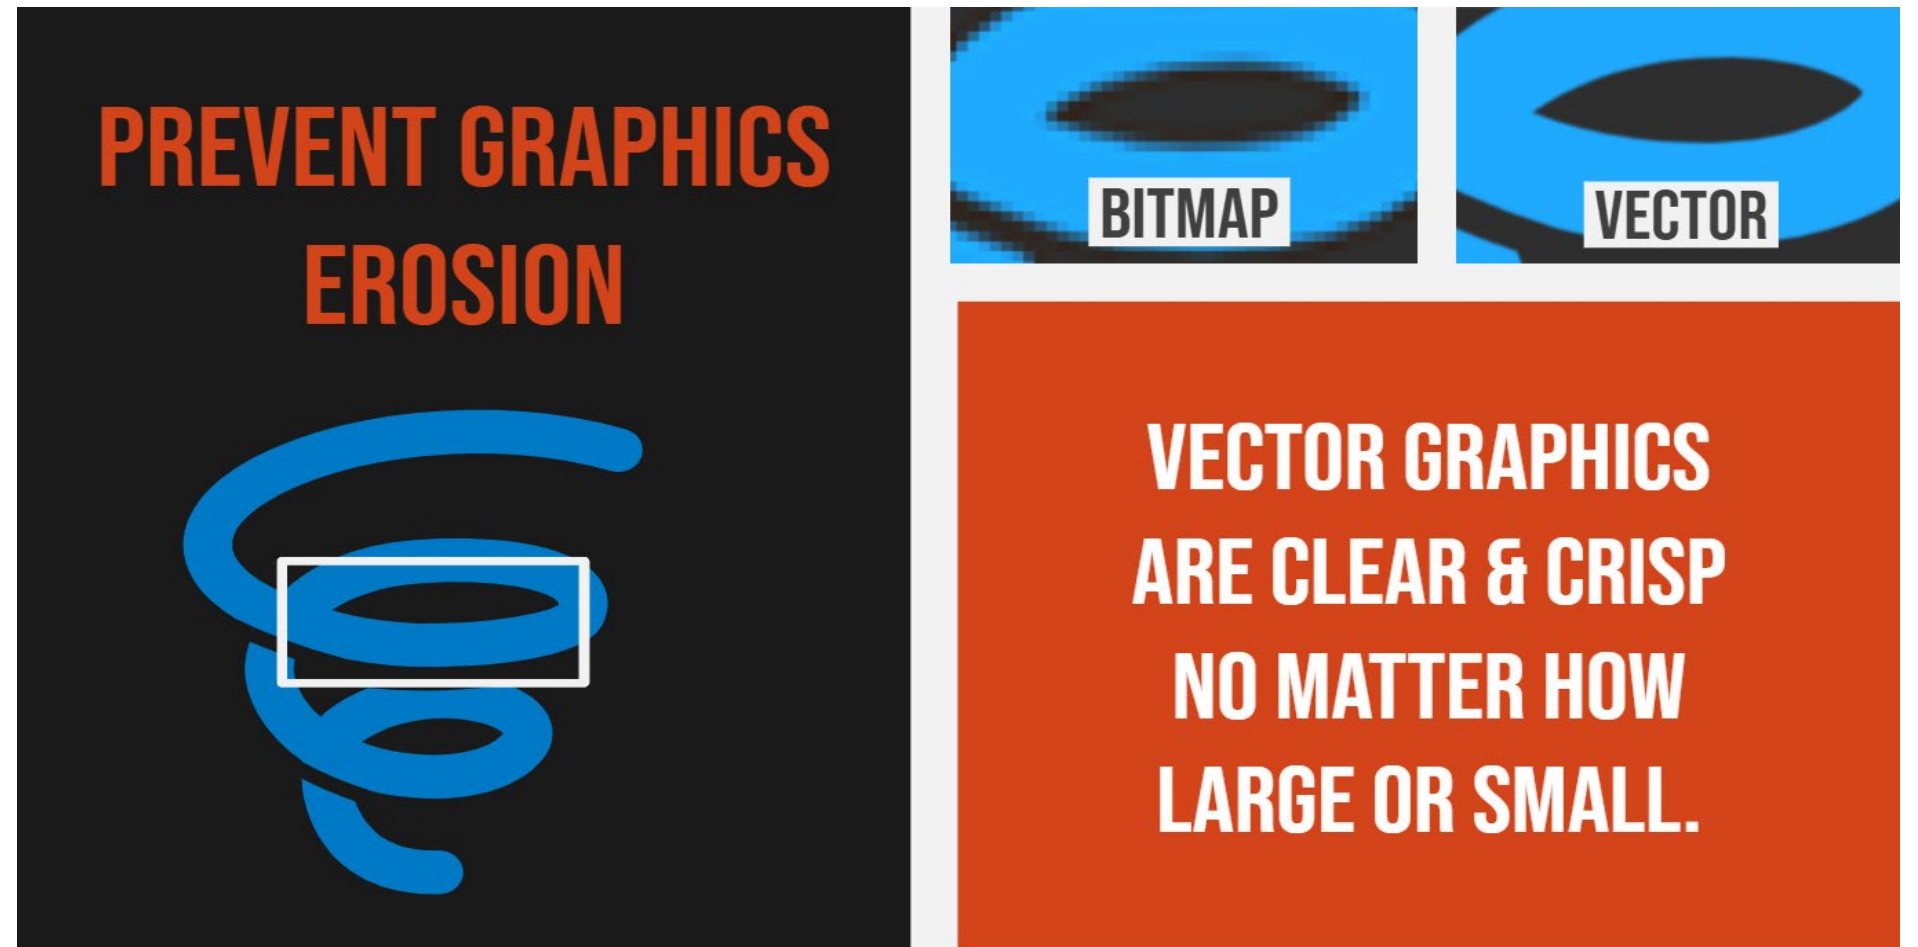 PREVENT GRAPHICS
EROSION
BITMAP
VECTOR
VECTOR GRAPHICS
ARE CLEAR & CRISP
NO MATTER HOW
LARGE OR SMALL.